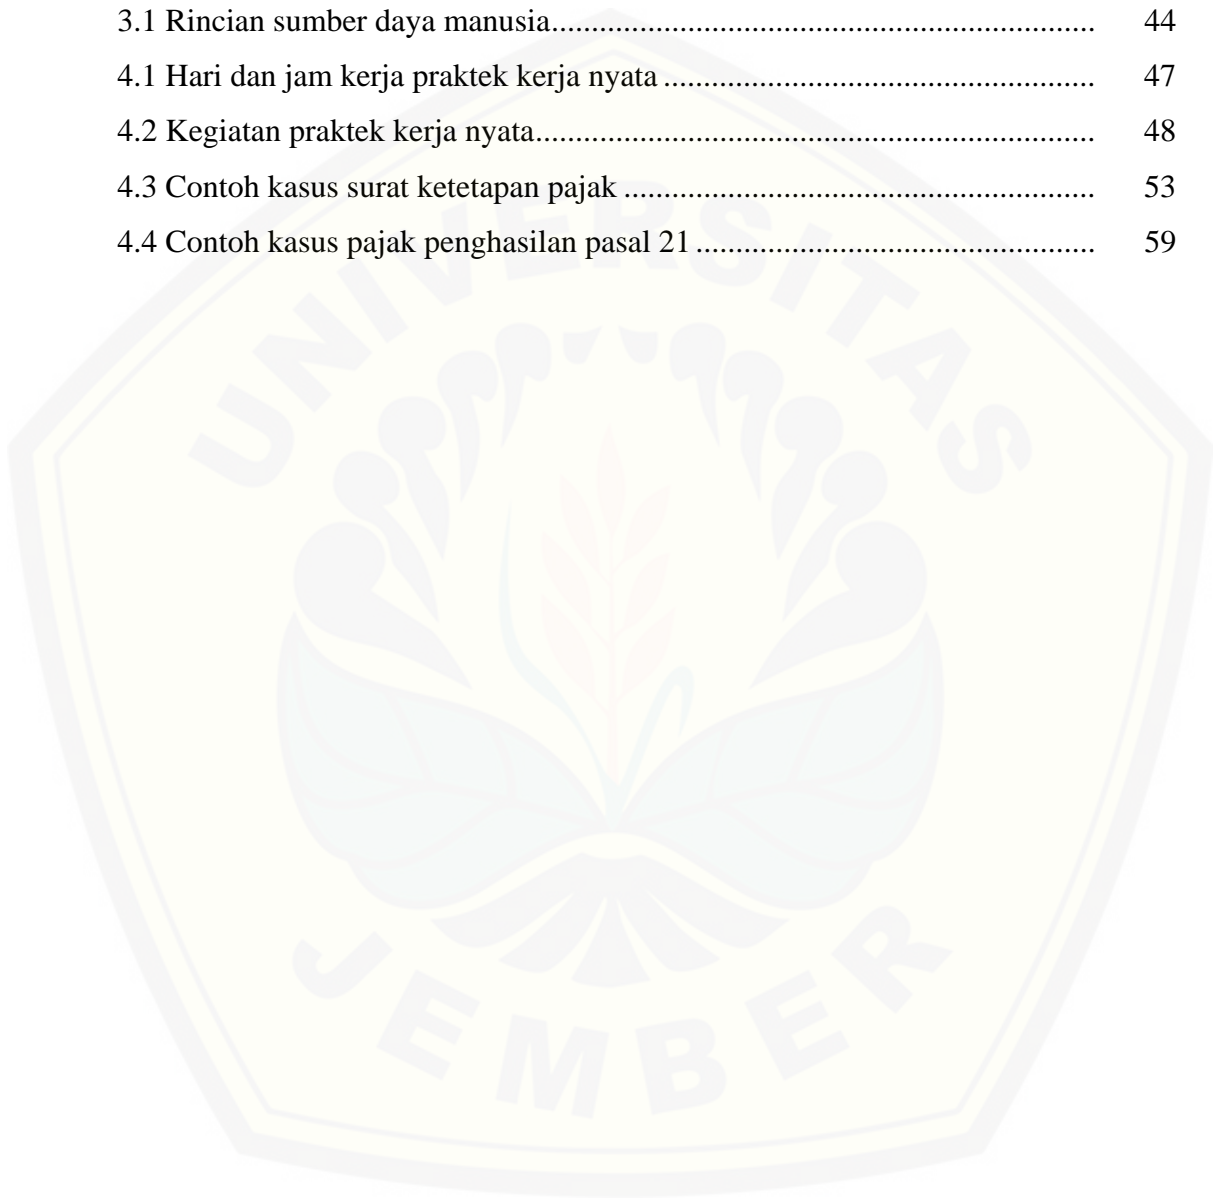 3.1 Rincian sumber daya manusia.................................................................... 44
4.1 Hari dan jam kerja praktek kerja nyata ...................................................... 47
4.2 Kegiatan praktek kerja nyata...................................................................... 48
4.3 Contoh kasus surat ketetapan pajak ........................................................... 53
4.4 Contoh kasus pajak penghasilan pasal 21 .................................................. 59
UNIVERSITAS
JEMBER